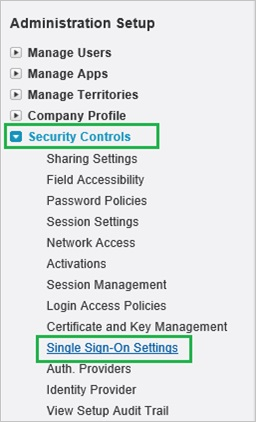 Administration Setup
Manage Users
Manage Apps
Manage Territories
Company Profile
Security Controls
Sharing Settings
Field Accessibility
Password Policies
Session Settings
Network Access
Activations
Session Management
Login Access Policies
Certificate and Key Management
Single Sign-On Settings
Auth. Providers
Identity Provider
View Setup Audit Trail